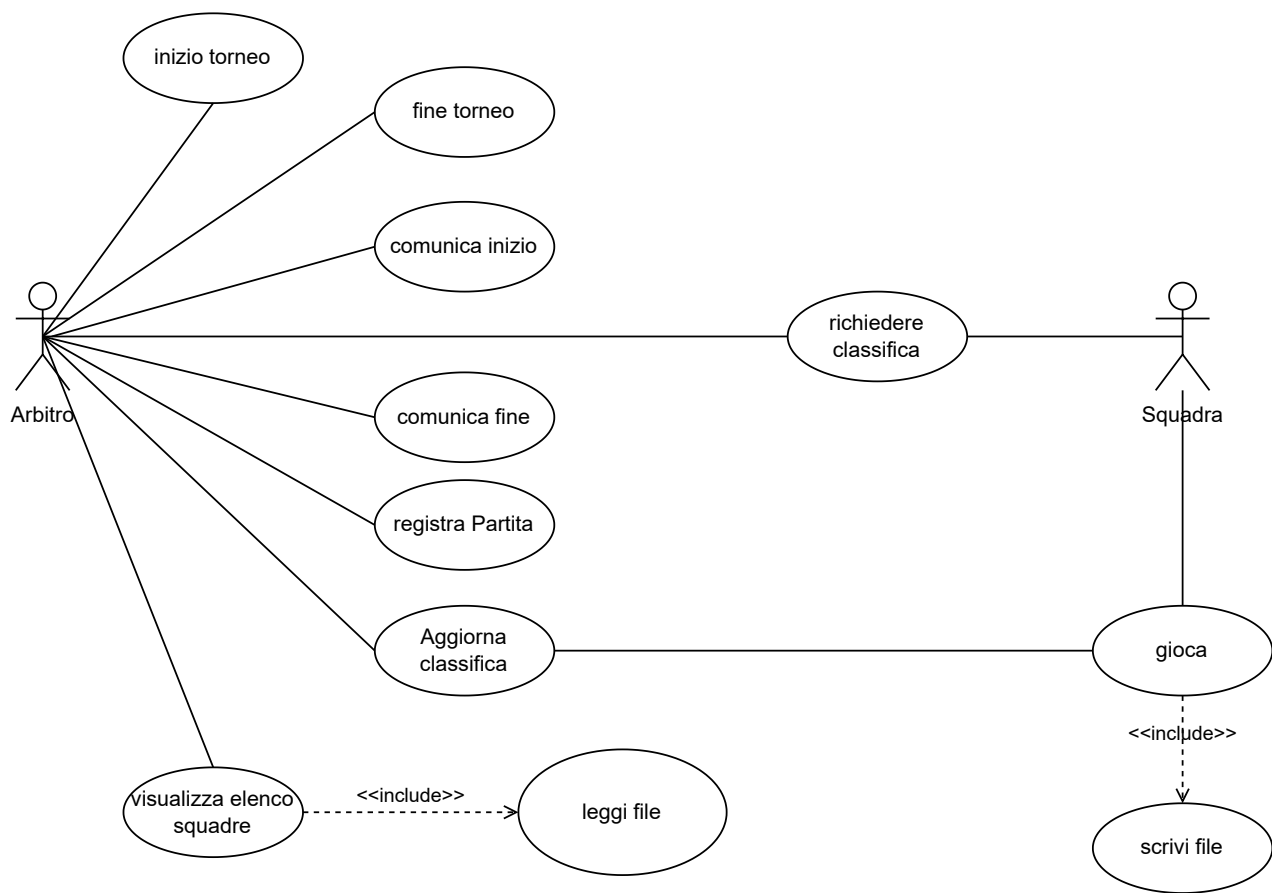 inizio torneo
fine torneo
comunica inizio
richiedere
classifica
Arbitro
Squadra
comunica fine
registra Partita
Aggiorna
classifica
gioca
<<include>>
visualizza elenco
squadre
<<include>>
leggi file
scrivi file